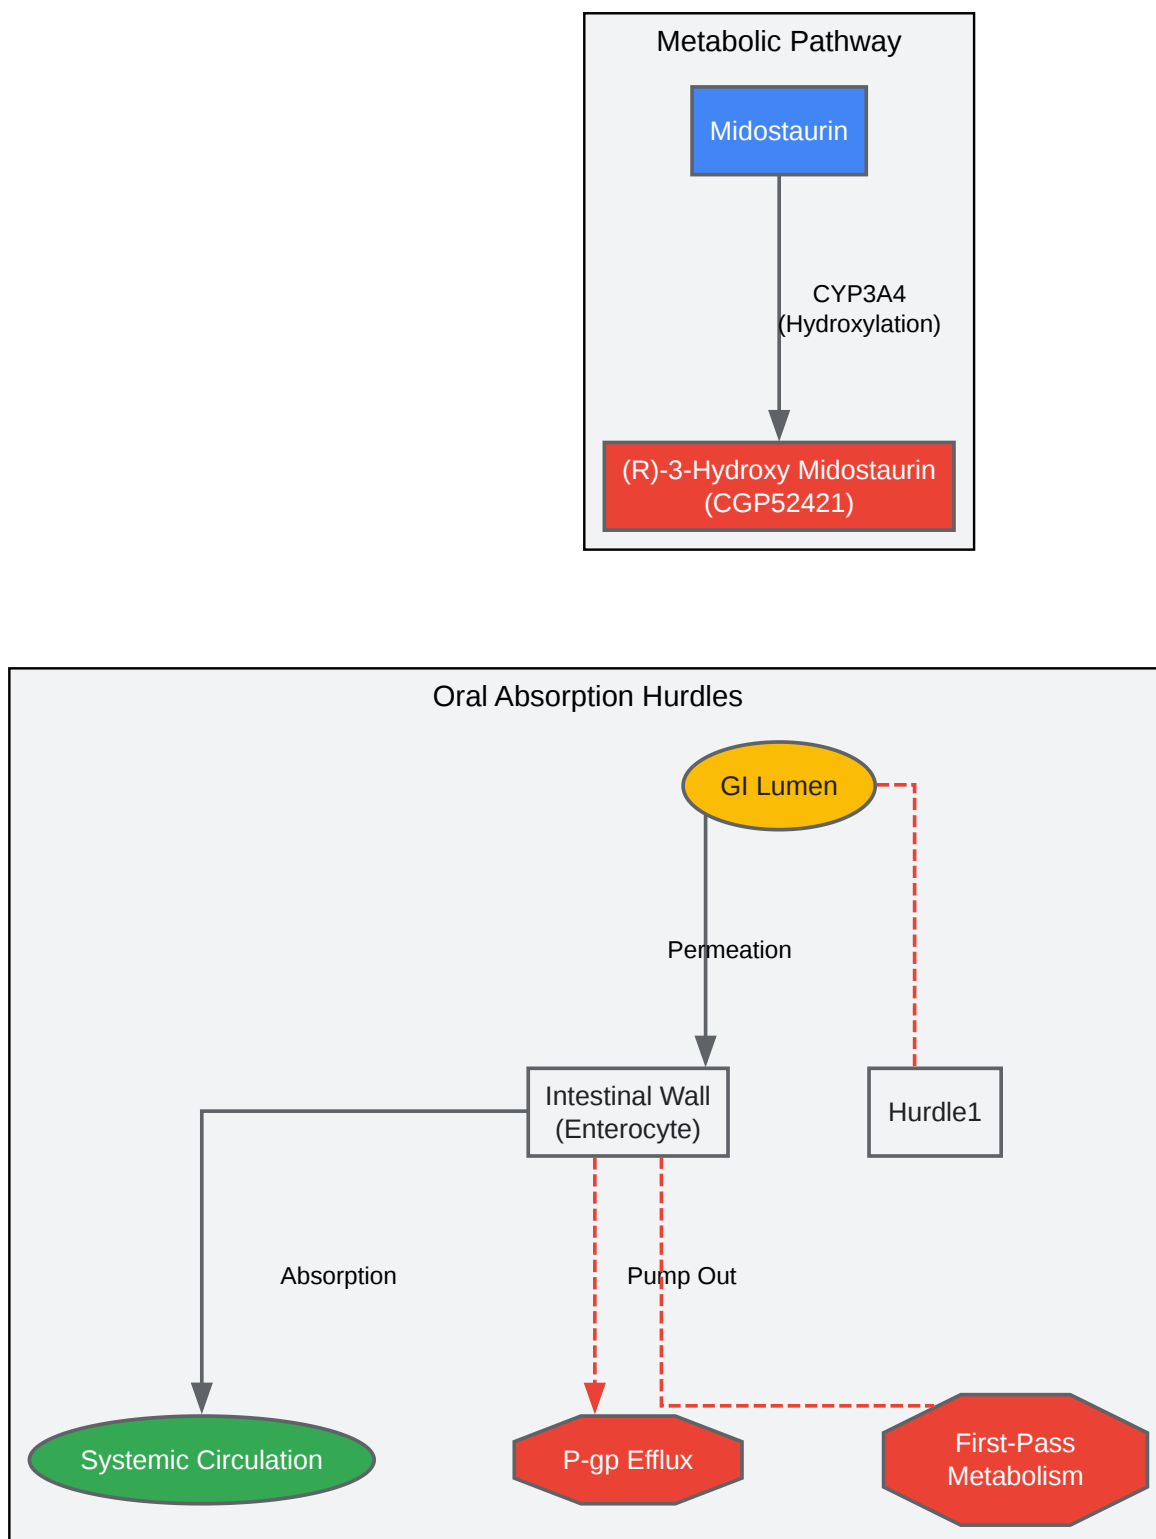 Metabolic Pathway
Midostaurin
CYP3A4
(Hydroxylation)
(R)-3-Hydroxy Midostaurin
(CGP52421)
Oral Absorption Hurdles
GI Lumen
Permeation
Intestinal Wall
(Enterocyte)
Hurdle1
Absorption
Pump Out
Systemic Circulation
P-gp Efflux
First-Pass
Metabolism